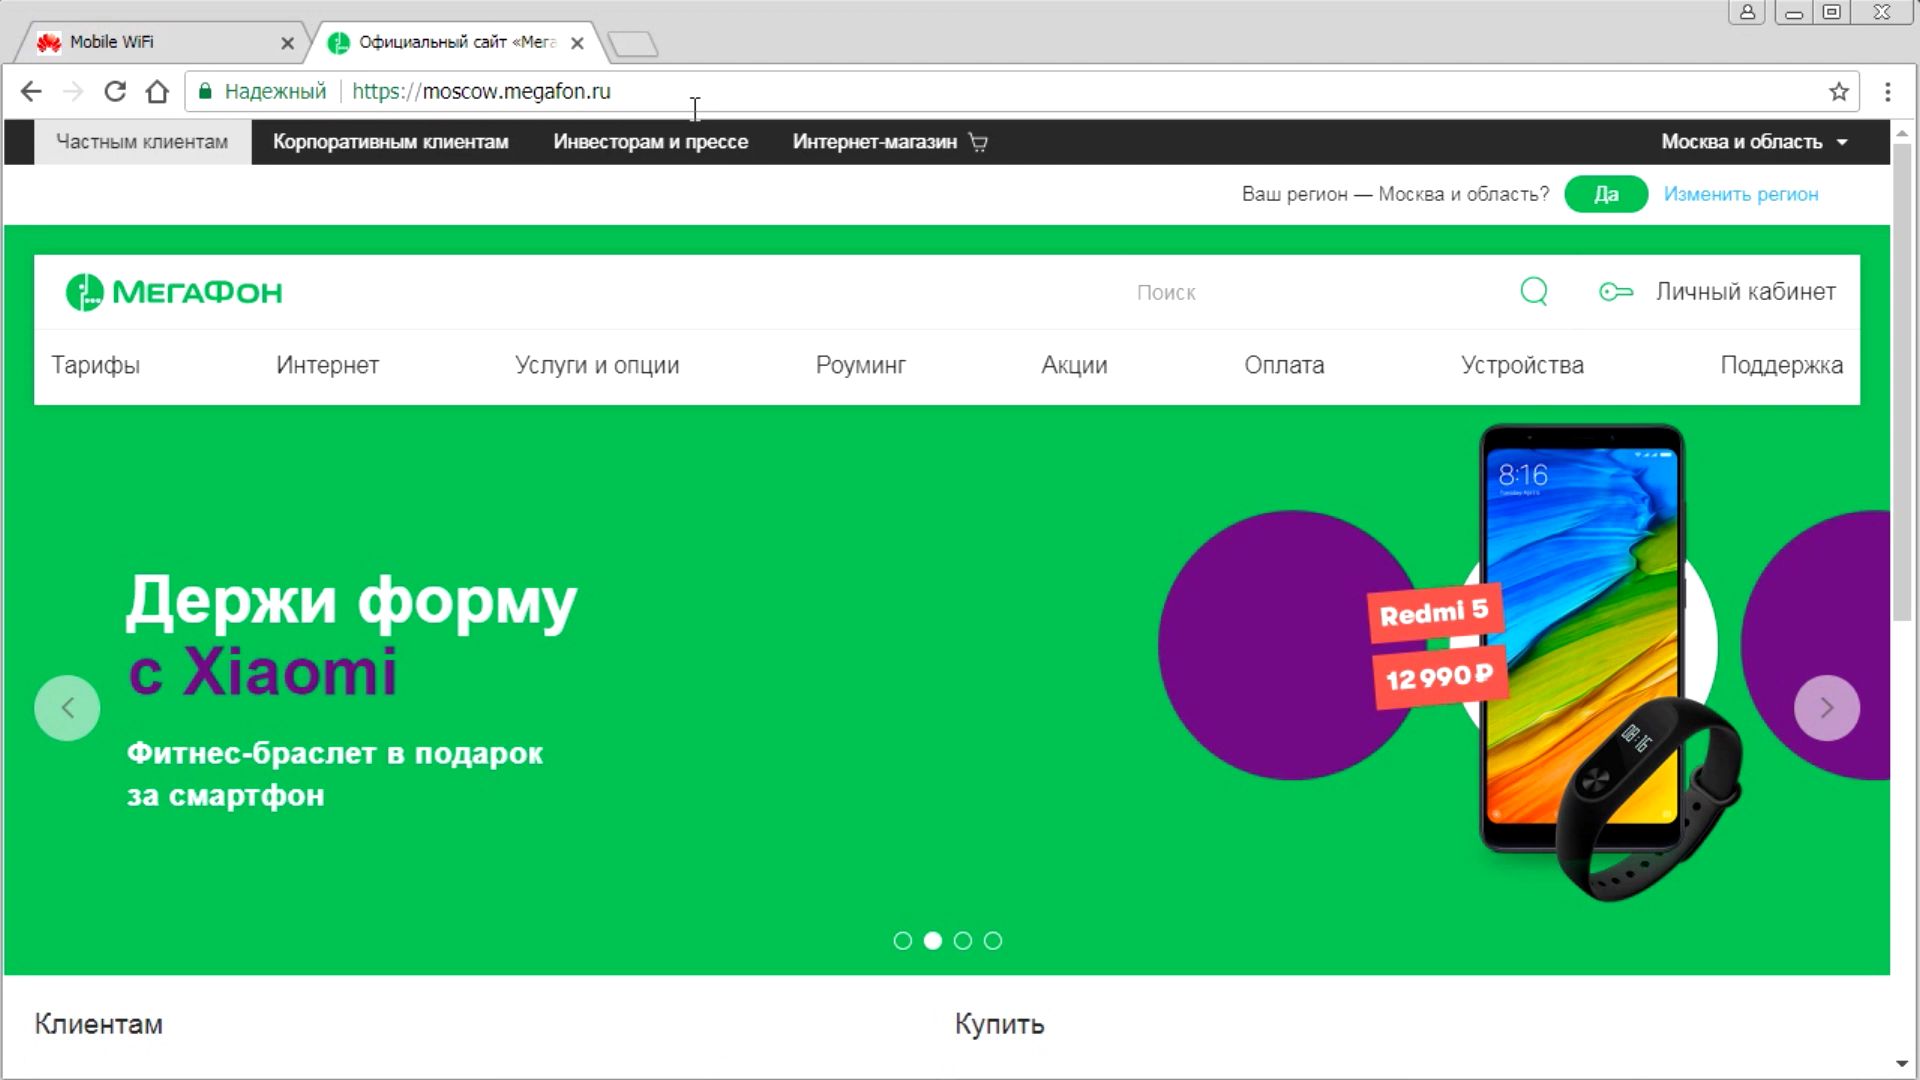 Mobile WiFi
Официальный сайт «Мега
Надежный
https://moscow.megafon.ru
Частным клиентам
Корпоративным клиентам
Инвесторам и прессе
Интернет-магазин
Москва и область
Ваш регион — Москва и область?
Да
Изменить регион
МЕГАФОН
Поиск
Личный кабинет
Тарифы
Интернет
Услуги и опции
Роуминг
Акции
Оплата
Устройства
Поддержка
8:16
Держи форму
с Xiaomi
Redmi 5
12 990 ₽
08:16
Фитнес-браслет в подарок
за смартфон
Клиентам
Купить